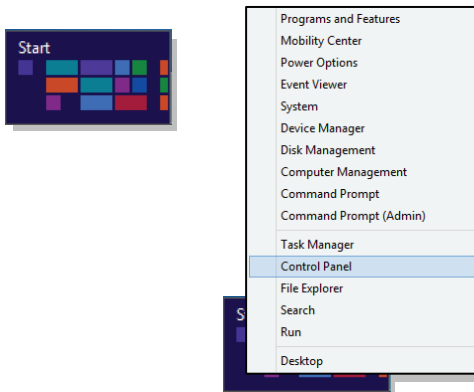 Start
Programs and Features
Mobility Center
Power Options
Event Viewer
System
Device Manager
Disk Management
Computer Management
Command Prompt
Command Prompt (Admin)
Task Manager
Control Panel
File Explorer
Search
Run
Desktop